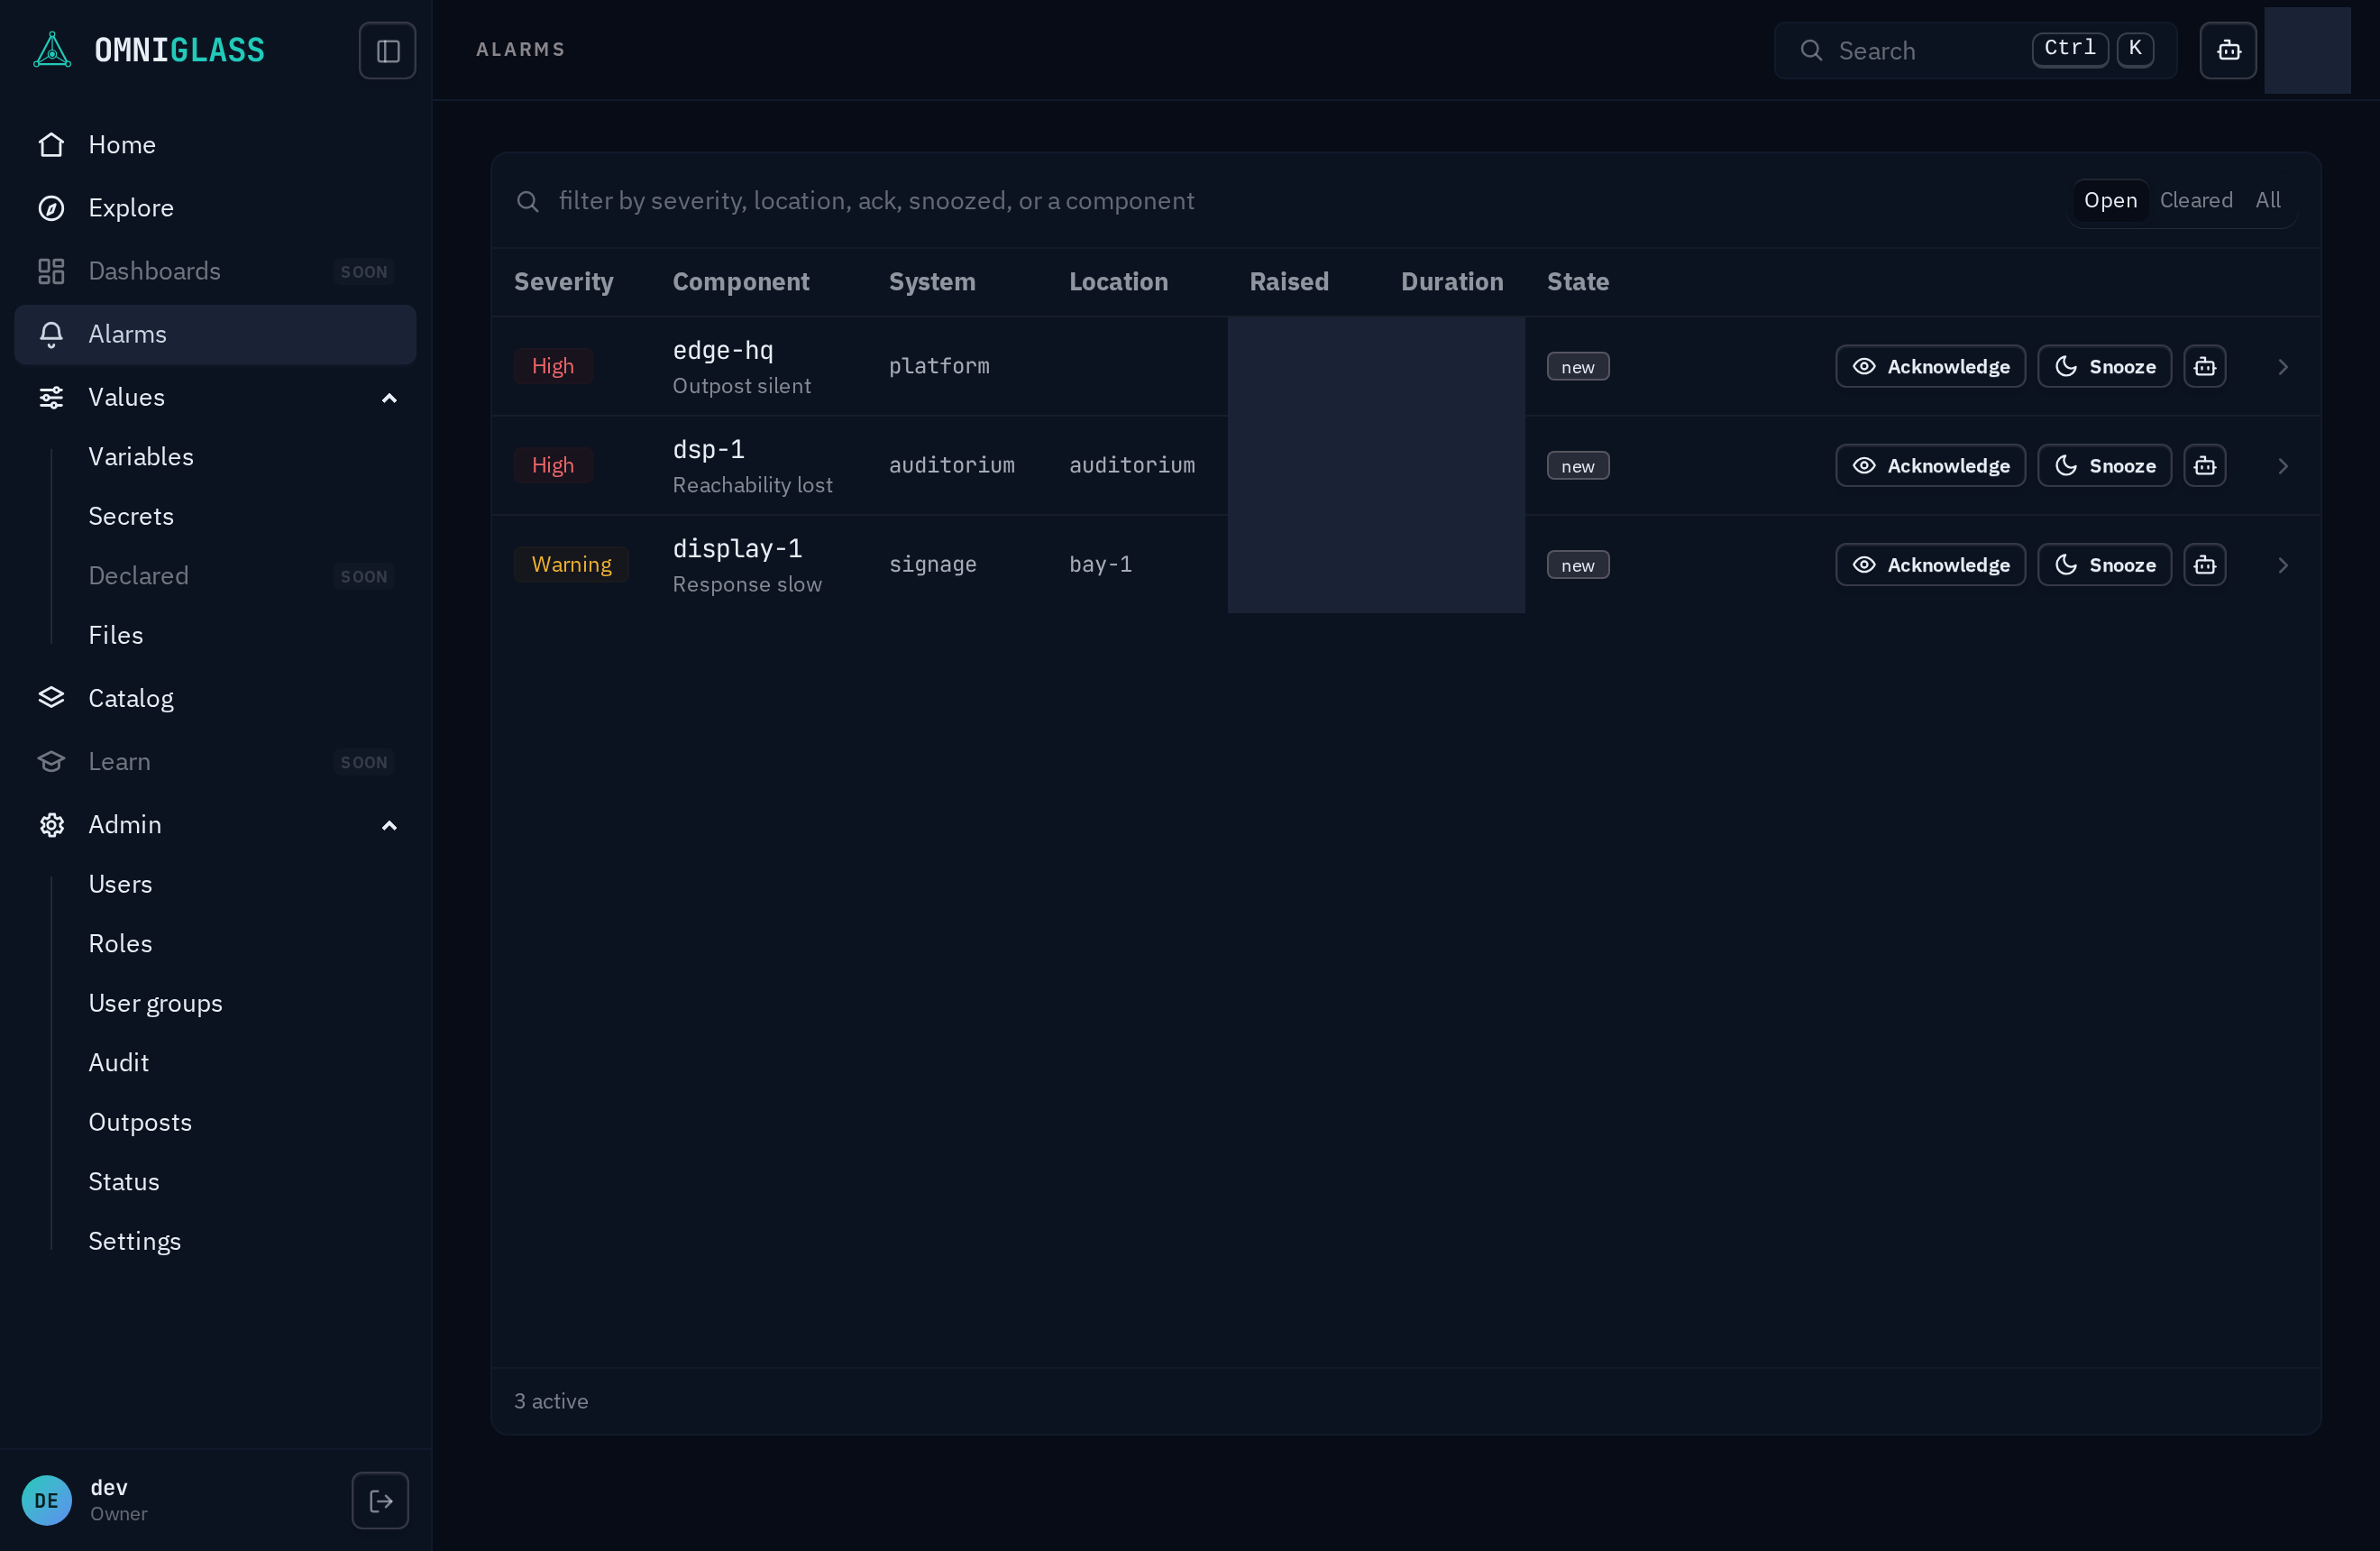 OMNIGLASS
ALARMS
Search Ctrl K
Home
Explore
Dashboards SOON
Alarms
Values
Variables
Secrets
Declared SOON
Files
Catalog
Learn SOON
Admin
Users
Roles
User groups
Audit
Outposts
Status
Settings
DE
dev
Owner
filter by severity, location, ack, snoozed, or a component
Open Cleared All
Severity Component System Location Raised Duration State
High edge-hq platform new Acknowledge Snooze
Outpost silent
High dsp-1 auditorium auditorium new Acknowledge Snooze
Reachability lost
Warning display-1 signage bay-1 new Acknowledge Snooze
Response slow
3 active